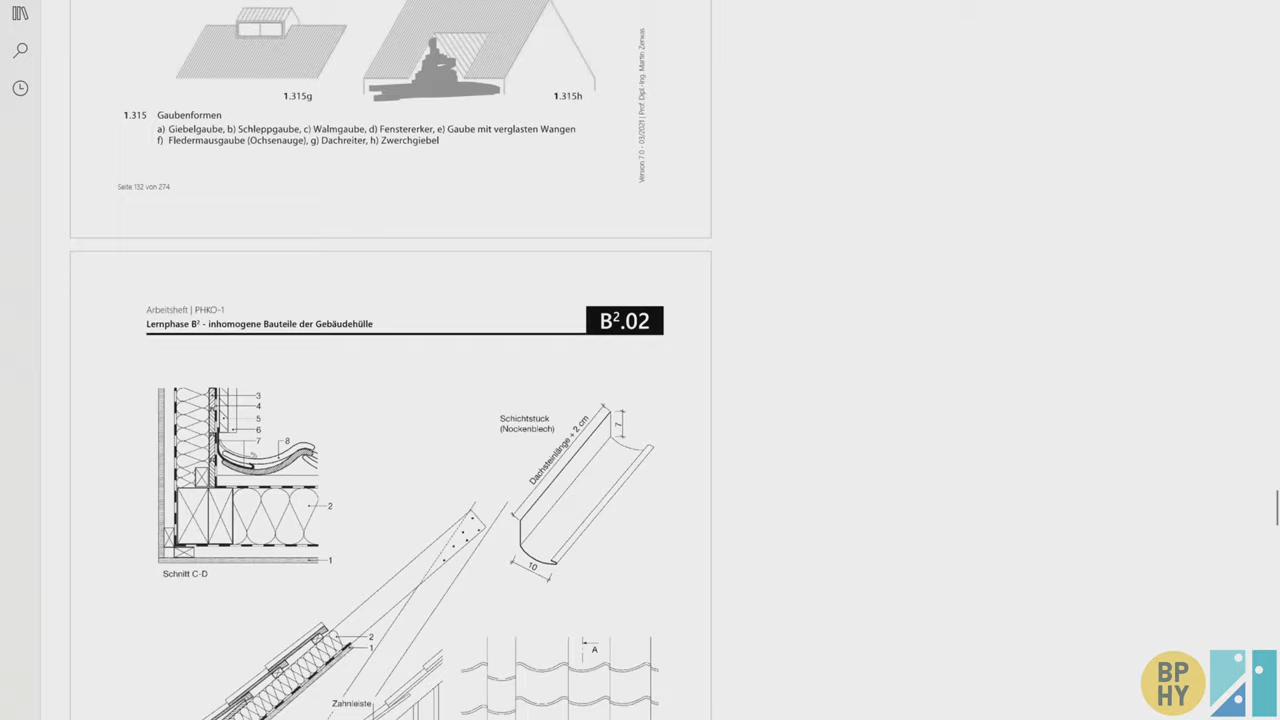 1.315g
1.315h
1.315 Gaubenformen
a) Giebelgaube, b) Schleppgaube, c) Walmgaube, d) Fenstererker, e) Gaube mit verglasten Wangen
f) Fledermausgaube (Ochsenauge), g) Dachreiter, h) Zwerchgiebel
Seite 132 von 274
Version 7.0 - 03/2021 | Prof. Dipl.-Ing. Martin Zerwas
Arbeitsheft | PHKO-1
Lernphase B² - inhomogene Bauteile der Gebäudehülle
B².02
3
4
5
6
7
8
2
1
Schnitt C-D
Schichtstück
(Nockenblech)
Dachsteinlänge + 2 cm
7
10
2
1
Zahnleiste
A
BP
HY